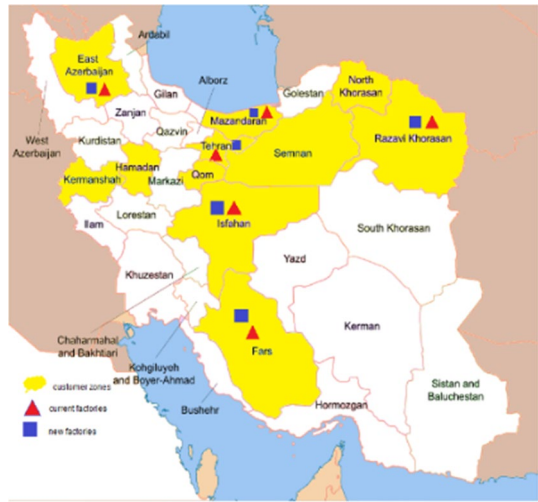 Ardabil
East
Azerbaijan
Gilan
Alborz
Golestan
North
Khorasan
Zanjan
Mazandaran
Razavi Khorasan
West
Azerbaijan
Kurdistan
Qazvin
Tehran
Semnan
Hamadan
Kermanshah
Markazi
Qom
Ilam
Lorestan
Isfahan
South Khorasan
Khuzestan
Yazd
Kerman
Chaharmahal
and Bakhtiari
Kohgiluyeh
and Boyer-Ahmad
Fars
Sistan and
Baluchestan
Bushehr
Hormozgan
customer zones
current factories
new factories